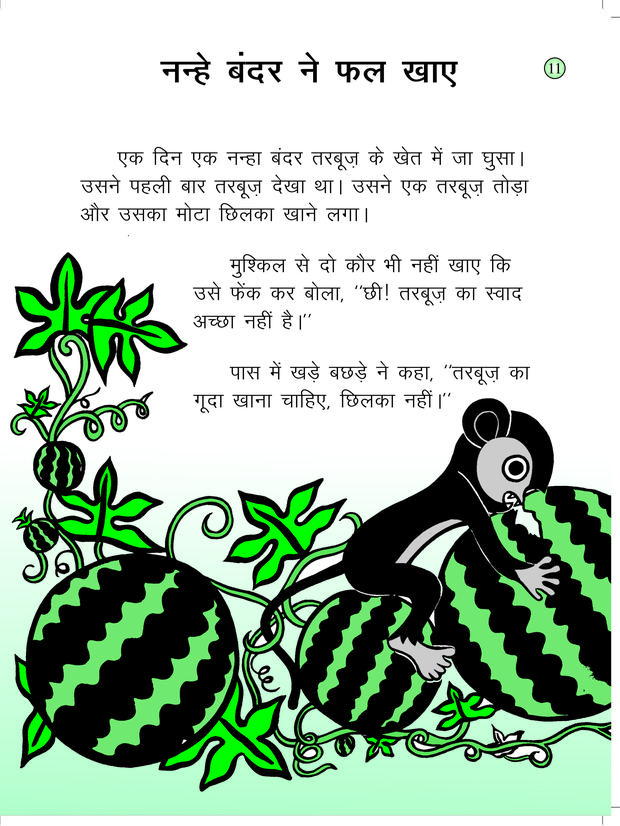 नन्हे बंदर ने फल खाए
11
एक दिन एक नन्हा बंदर तरबूज़ के खेत में जा घुसा।
उसने पहली बार तरबूज़ देखा था। उसने एक तरबूज़ तोड़ा
और उसका मोटा छिलका खाने लगा।
मुश्किल से दो कौर भी नहीं खाए कि
उसे फेंक कर बोला, ‘‘छी! तरबूज़ का स्वाद
अच्छा नहीं है।’’
पास में खड़े बछड़े ने कहा, ‘‘तरबूज़ का
गूदा खाना चाहिए, छिलका नहीं।’’